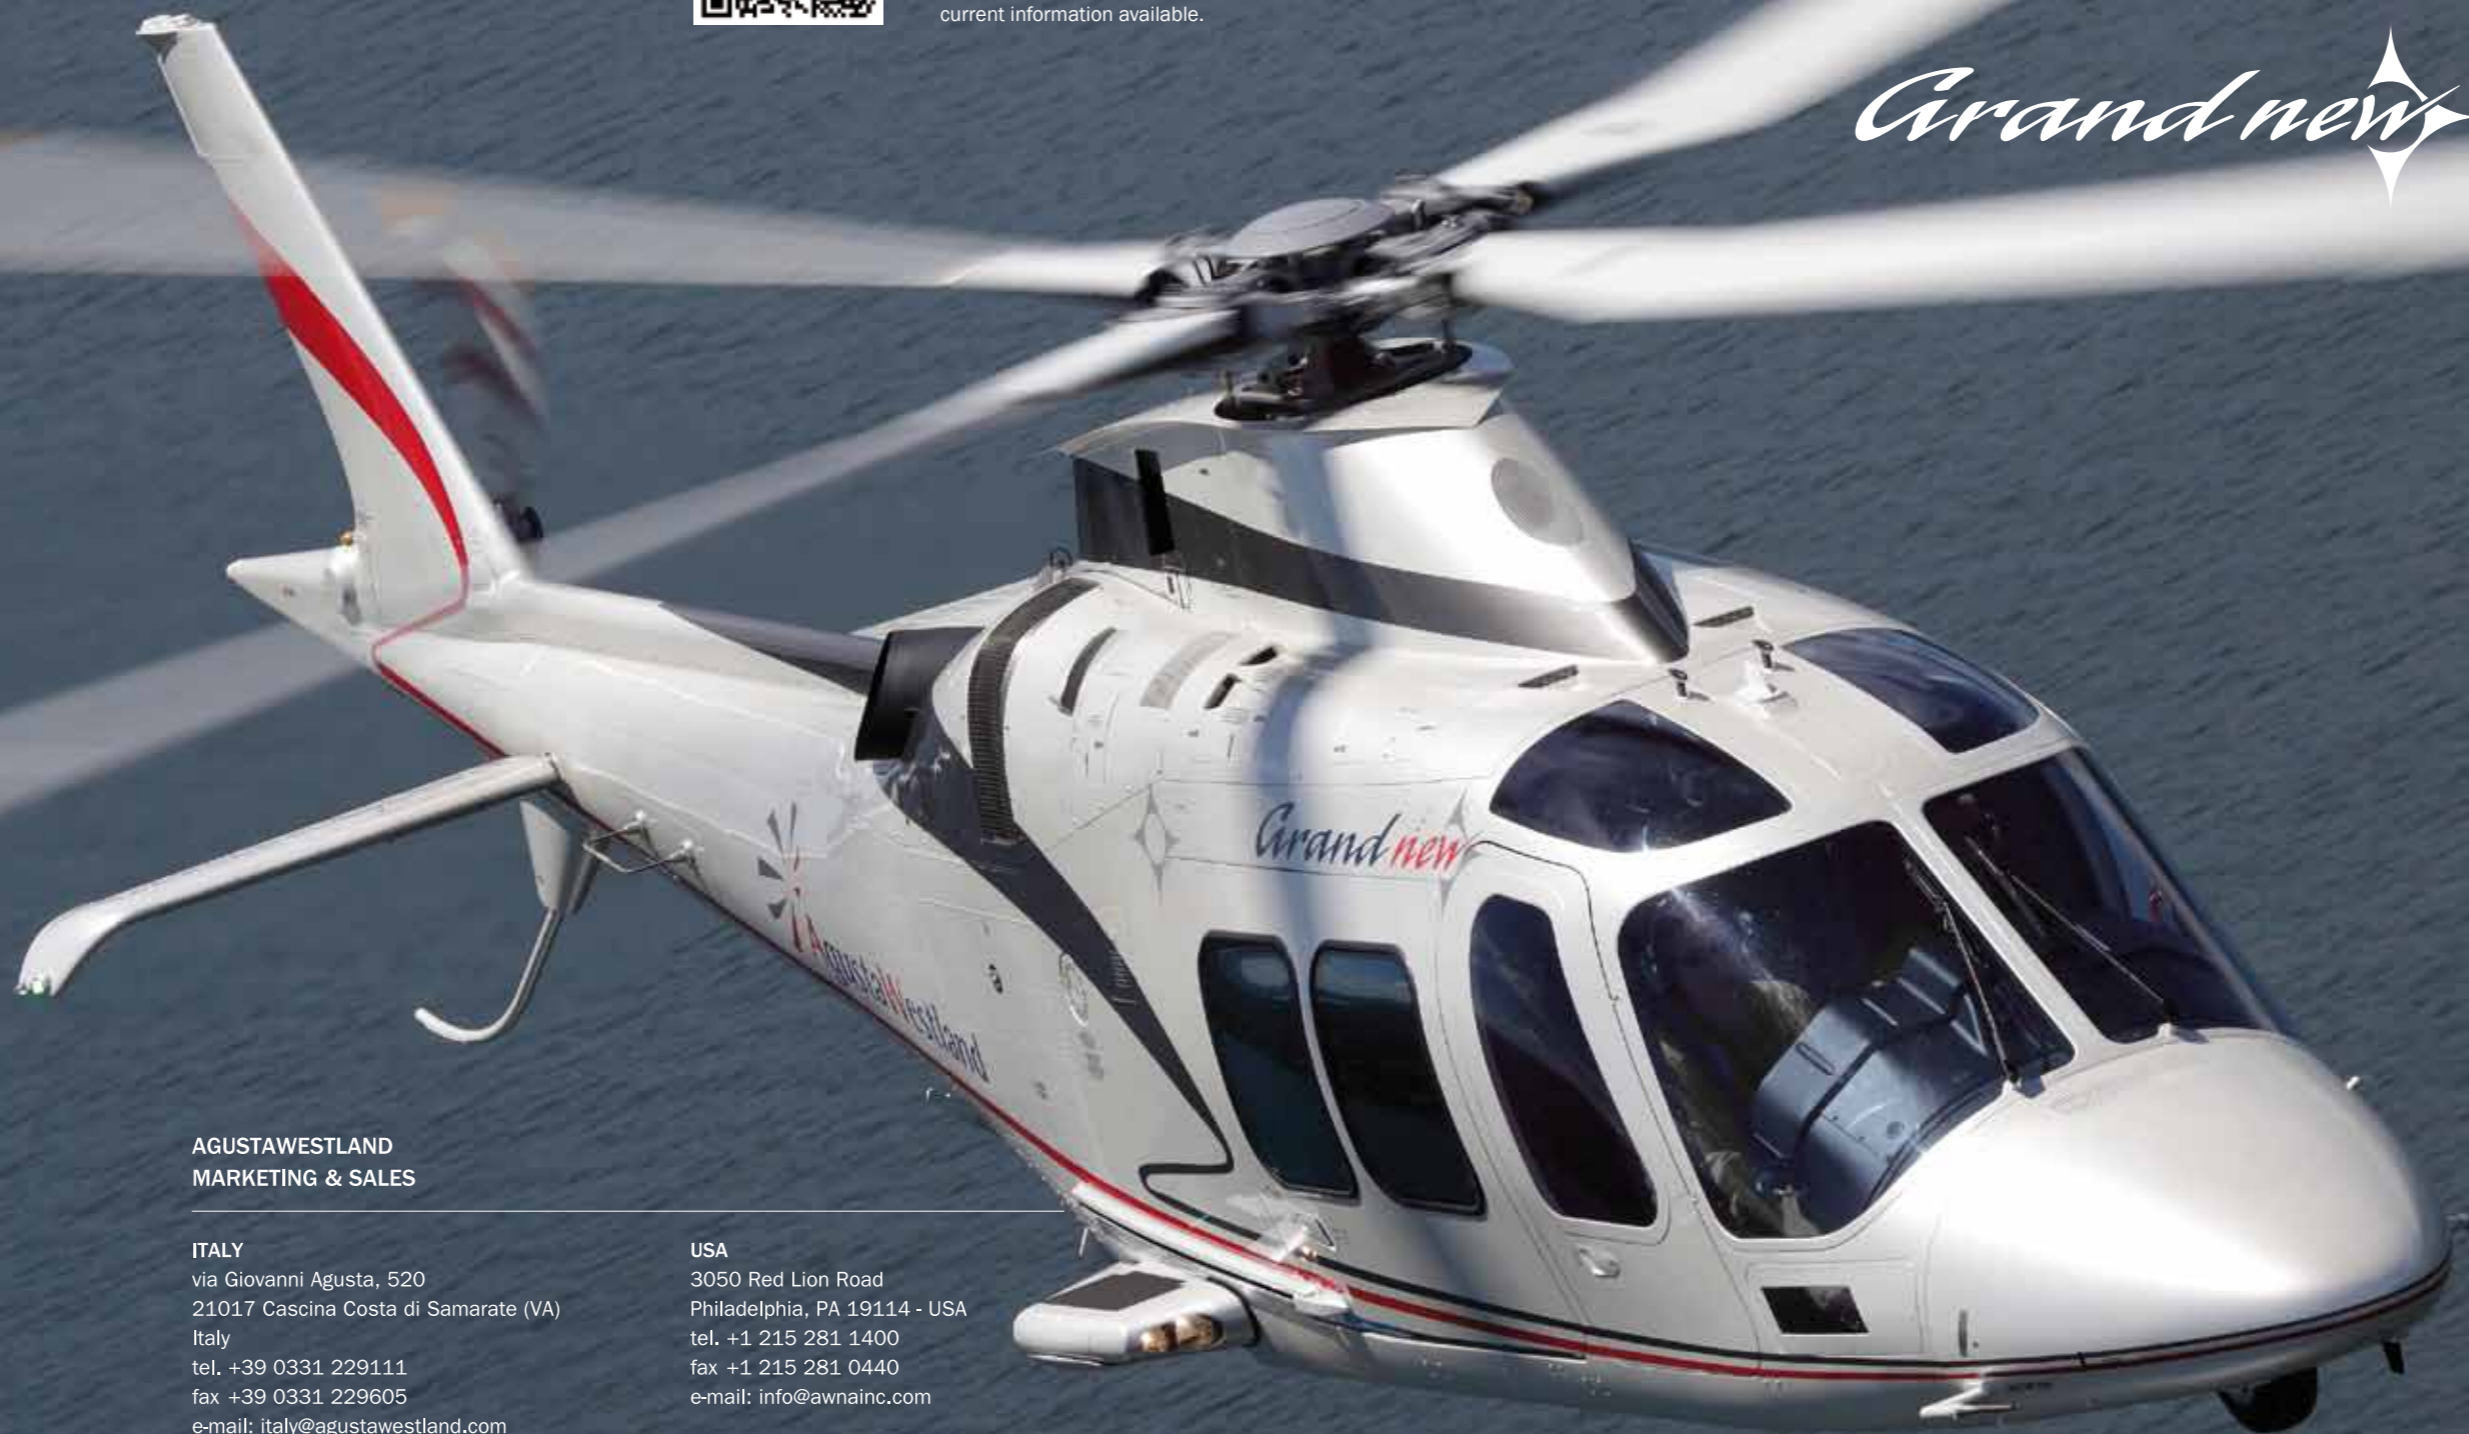 current information available.
Grand new
Grand new
AgustaWestland
AGUSTAWESTLAND
MARKETING & SALES
ITALY
via Giovanni Agusta, 520
21017 Cascina Costa di Samarate (VA)
Italy
tel. +39 0331 229111
fax +39 0331 229605
e-mail: italy@agustawestland.com
USA
3050 Red Lion Road
Philadelphia, PA 19114 - USA
tel. +1 215 281 1400
fax +1 215 281 0440
e-mail: info@awnainc.com